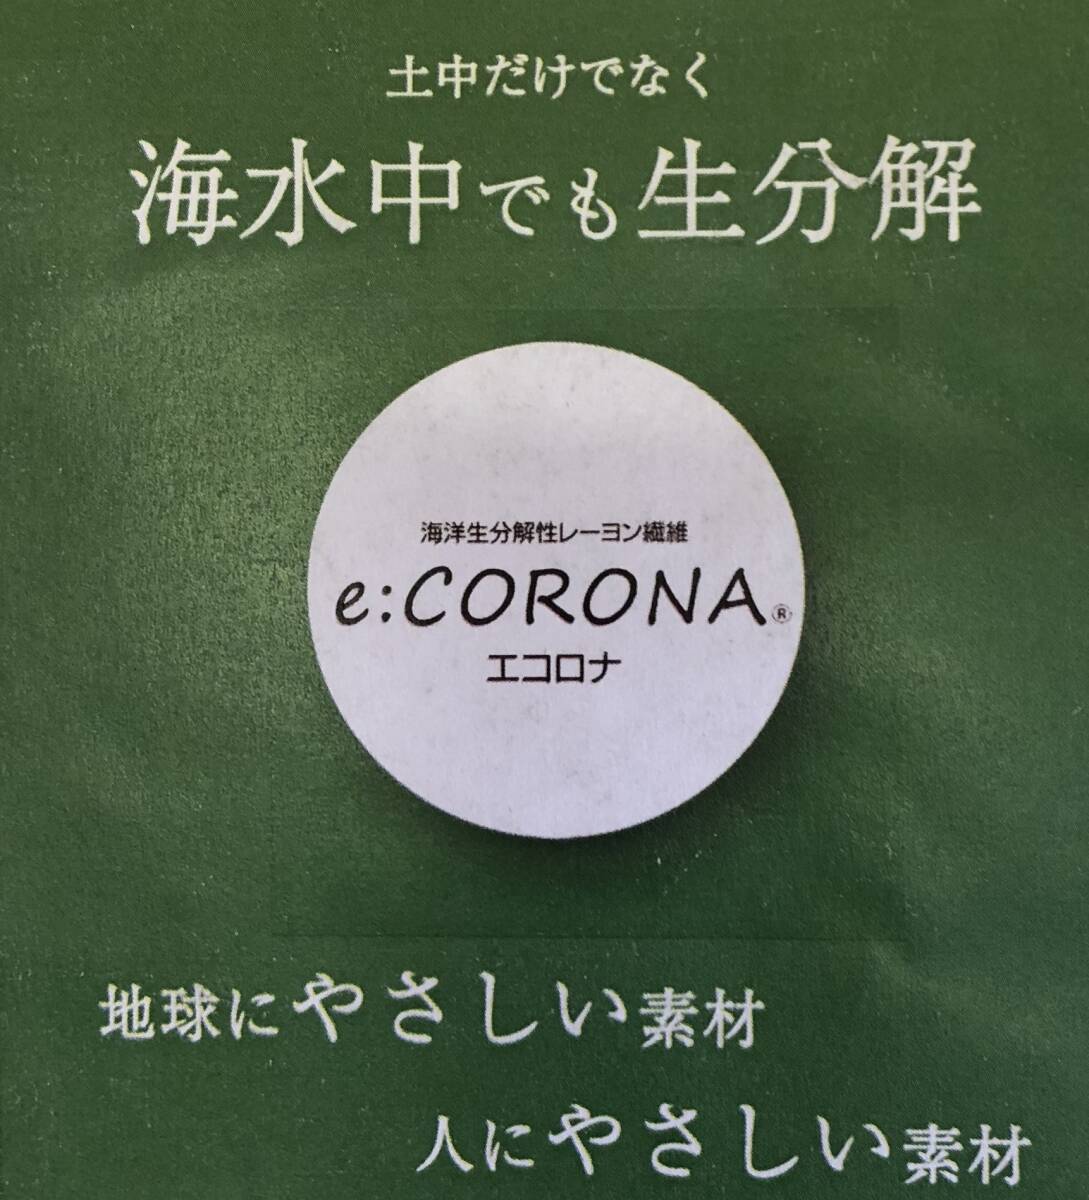 土中だけでなく
海水中でも生分解
海洋生分解性レーヨン繊維
e:CORONA®
エコロナ
地球にやさしい素材
人にやさしい素材